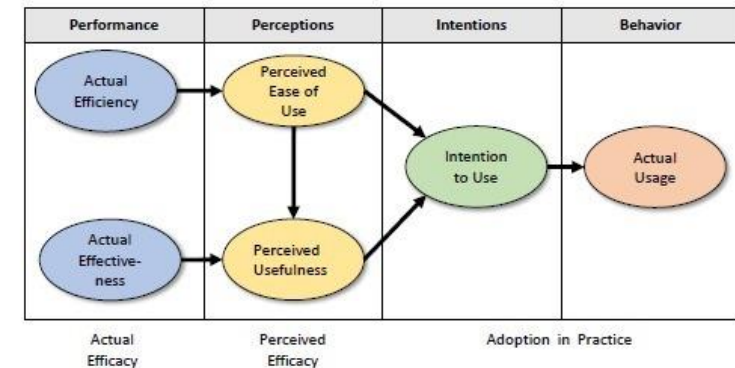 Performance
Perceptions
Intentions
Behavior
Actual
Efficiency
Perceived
Ease of
Use
Intention
to Use
Actual
Usage
Actual
Effective-
ness
Perceived
Usefulness
Actual
Efficacy
Perceived
Efficacy
Adoption in Practice